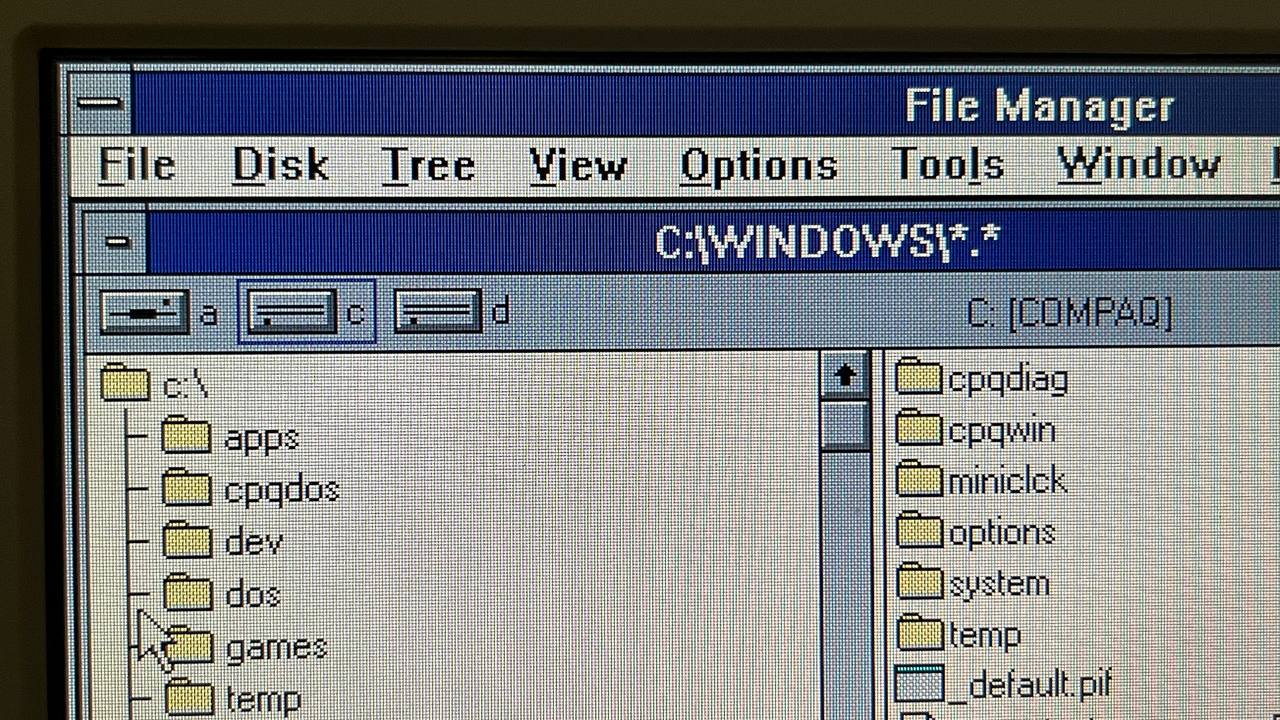 File Manager
File Disk Tree View Options Tools Window
C:\WINDOWS\*.*
a c d C: [COMPAQ]
c:\
apps
cpqdos
dev
dos
games
temp
cpqdiag
cpqwin
miniclck
options
system
temp
_default.pif